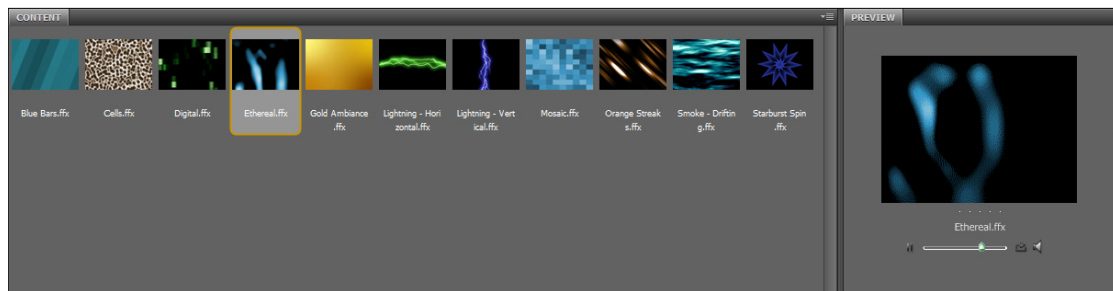 CONTENT
PREVIEW
Blue Bars.ffx
Cells.ffx
Digital.ffx
Ethereal.ffx
Gold Ambiance
.ffx
Lightning - Hori
zontal.ffx
Lightning - Vert
ical.ffx
Mosaic.ffx
Orange Streak
s.ffx
Smoke - Driftin
g.ffx
Starburst Spin
.ffx
Ethereal.ffx